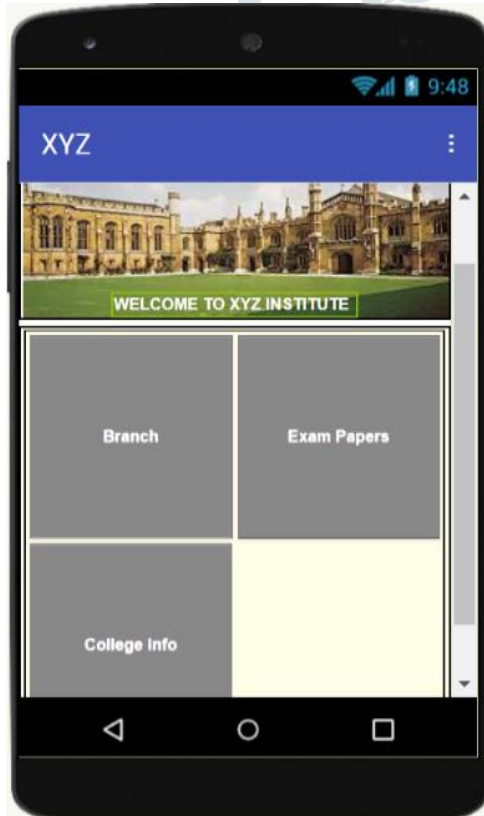 9:48
XYZ
WELCOME TO XYZ INSTITUTE
Branch
Exam Papers
College Info